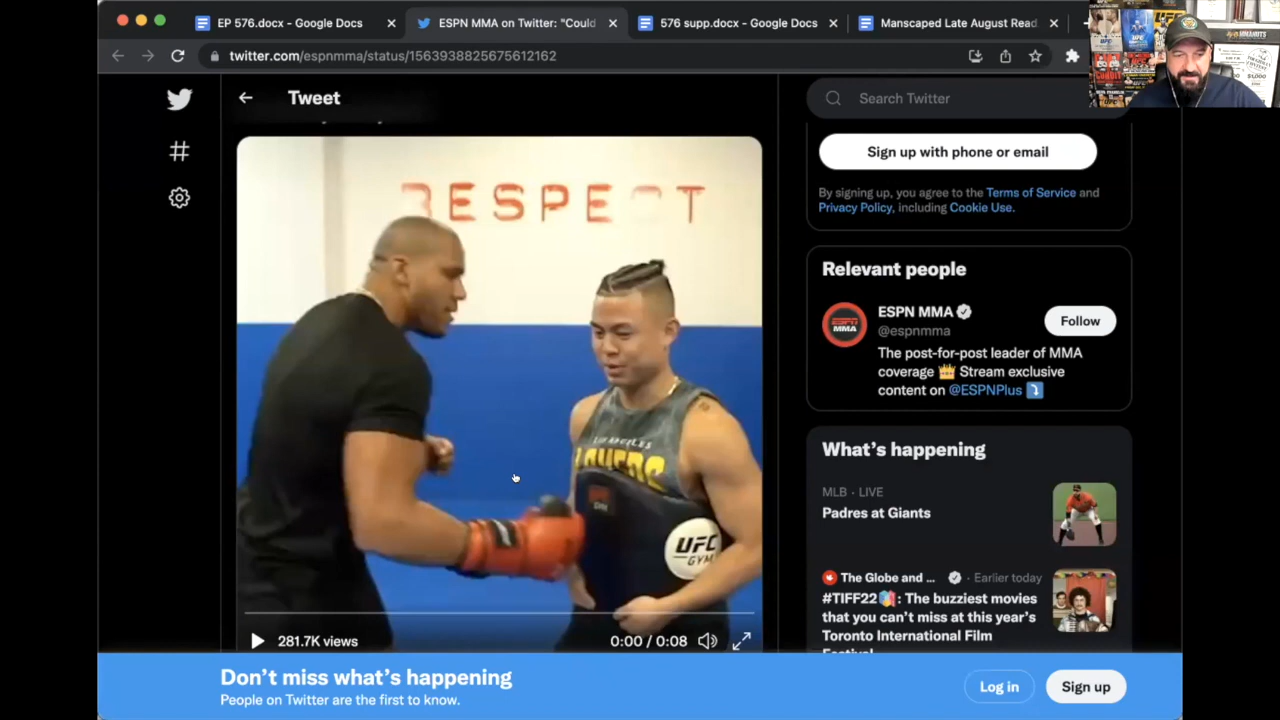 EP 576.docx - Google Docs
ESPN MMA on Twitter: "Could
576 supp.docx - Google Docs
Manscaped Late August Read.
twitter.com/espnmma/status/1563938825675612162
Tweet
Search Twitter
RESPECT
LOS ANGELES
UFC
GYM
281.7K views
0:00 / 0:08
Sign up with phone or email
By signing up, you agree to the Terms of Service and
Privacy Policy, including Cookie Use.
Relevant people
ESPN MMA
@espnmma
Follow
The post-for-post leader of MMA
coverage 👑 Stream exclusive
content on @ESPNPlus ⤵️
What's happening
MLB · LIVE
Padres at Giants
The Globe and ... · Earlier today
#TIFF22: The buzziest movies
that you can't miss at this year's
Toronto International Film
Festival
Don't miss what's happening
People on Twitter are the first to know.
Log in
Sign up